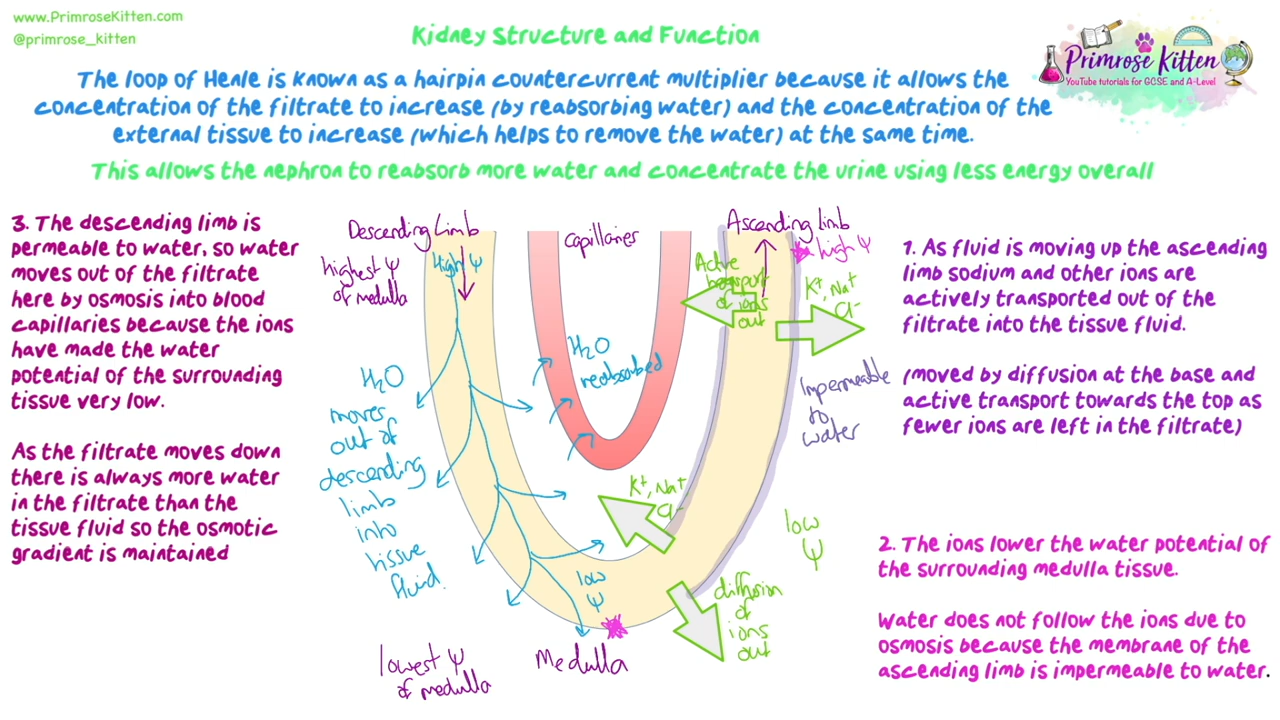 www.PrimroseKitten.com
@primrose_kitten
Kidney Structure and Function
Primrose Kitten
YouTube tutorials for GCSE and A-Level
The loop of Henle is known as a hairpin countercurrent multiplier because it allows the
concentration of the filtrate to increase (by reabsorbing water) and the concentration of the
external tissue to increase (which helps to remove the water) at the same time.
This allows the nephron to reabsorb more water and concentrate the urine using less energy overall
3. The descending limb is
permeable to water, so water
moves out of the filtrate
here by osmosis into blood
capillaries because the ions
have made the water
potential of the surrounding
tissue very low.
As the filtrate moves down
there is always more water
in the filtrate than the
tissue fluid so the osmotic
gradient is maintained
Descending Limb
highest Ψ
of medulla
High Ψ
H2O
moves
out of
descending
limb
into
tissue
fluid.
lowest Ψ
of medulla
Capillaries
H2O
reabsorbed
low
Ψ
Medulla
Ascending limb
high Ψ
Active
transport
of ions
out
K+, Na+
Cl-
Impermeable
to
water
K+, Na+
Cl-
low
Ψ
diffusion
of
ions
out
1. As fluid is moving up the ascending
limb sodium and other ions are
actively transported out of the
filtrate into the tissue fluid.
(moved by diffusion at the base and
active transport towards the top as
fewer ions are left in the filtrate)
2. The ions lower the water potential of
the surrounding medulla tissue.
Water does not follow the ions due to
osmosis because the membrane of the
ascending limb is impermeable to water.